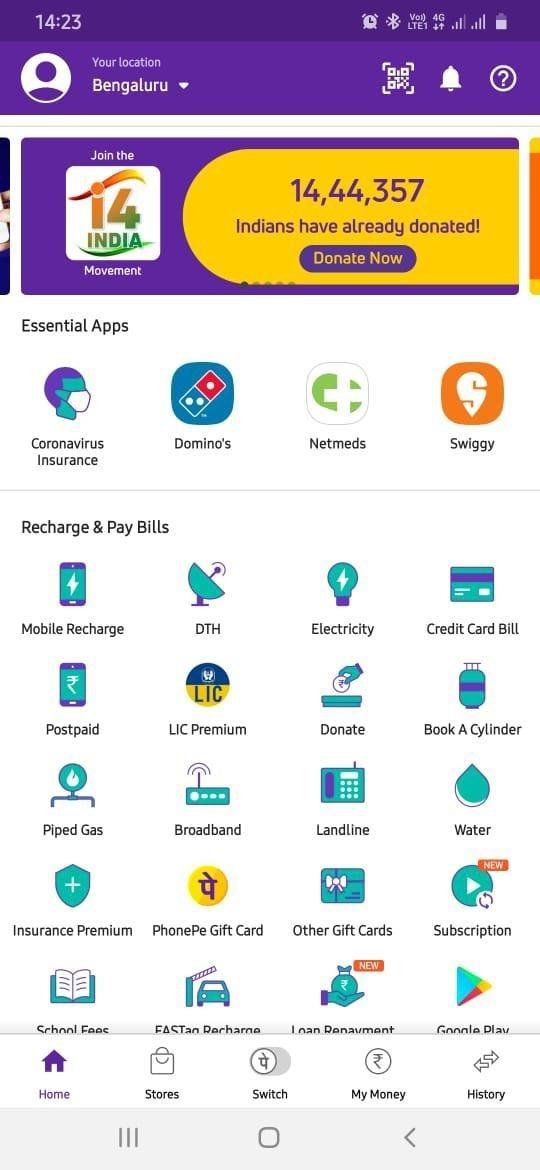 14:23
Vo)) 4G
LTE1
Your location
Bengaluru
Join the
14
INDIA
Movement
14,44,357
Indians have already donated!
Donate Now
Essential Apps
Coronavirus
Insurance
Domino's
Netmeds
Swiggy
Recharge & Pay Bills
Mobile Recharge
DTH
Electricity
Credit Card Bill
₹
LIC
Postpaid
LIC Premium
Donate
Book A Cylinder
Piped Gas
Broadband
Landline
Water
NEW
पे
Insurance Premium
PhonePe Gift Card
Other Gift Cards
Subscription
NEW
₹
School Fees
FASTag Recharge
Loan Repayment
Google Play
पे
₹
Home
Stores
Switch
My Money
History